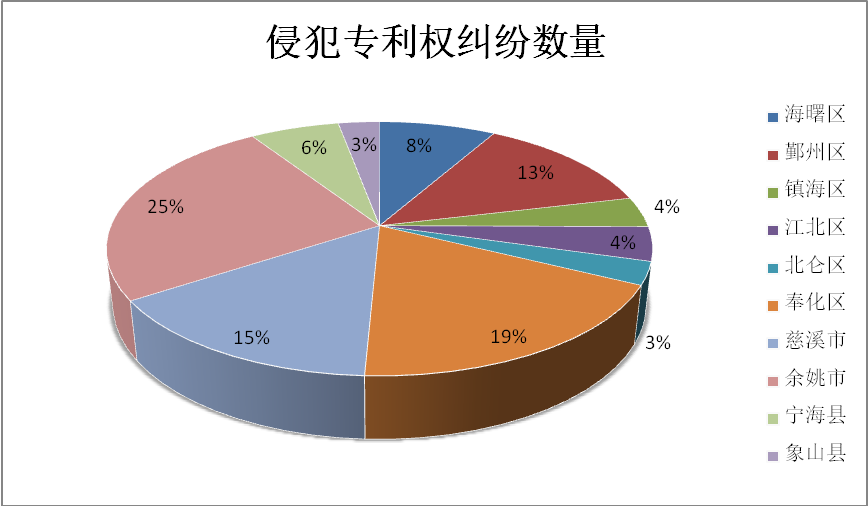 侵犯专利权纠纷数量
8%
13%
4%
4%
3%
19%
15%
25%
6%
3%
海曙区
鄞州区
镇海区
江北区
北仑区
奉化区
慈溪市
余姚市
宁海县
象山县